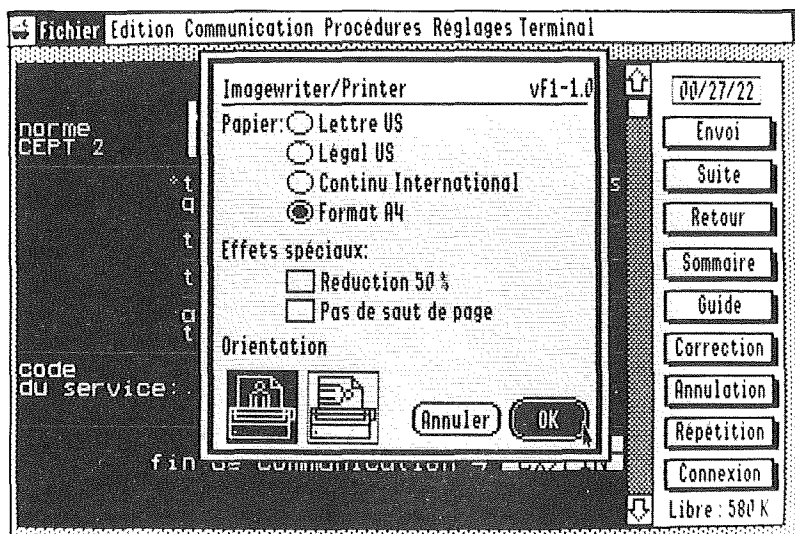 Fichier Edition Communication Procédures Réglages Terminal
Imagewriter/Printer vF1-1.0
Papier: Lettre US
Légal US
Continu International
Format A4
Effets spéciaux:
Reduction 50 %
Pas de saut de page
Orientation
Annuler OK
norme
CEPT 2
code
du service:
fin de communication
00/27/22
Envoi
Suite
Retour
Sommaire
Guide
Correction
Annulation
Répétition
Connexion
Libre : 580 K